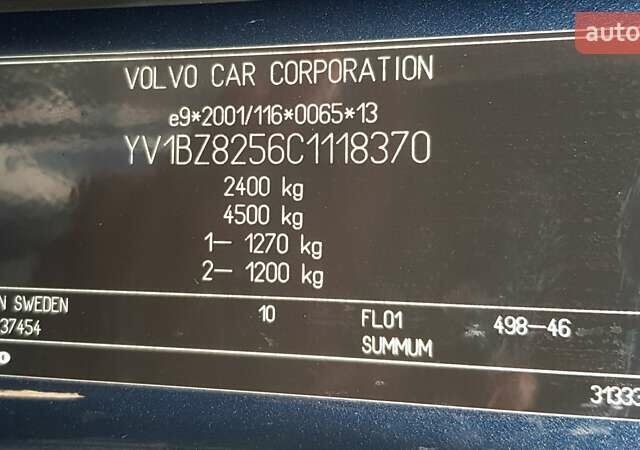 auto
VOLVO CAR CORPORATION
e9*2001/116*0065*13
YV1BZ8256C1118370
2400 kg
4500 kg
1– 1270 kg
2– 1200 kg
N SWEDEN 10 FL01 498–46
37454 SUMMUM
31333